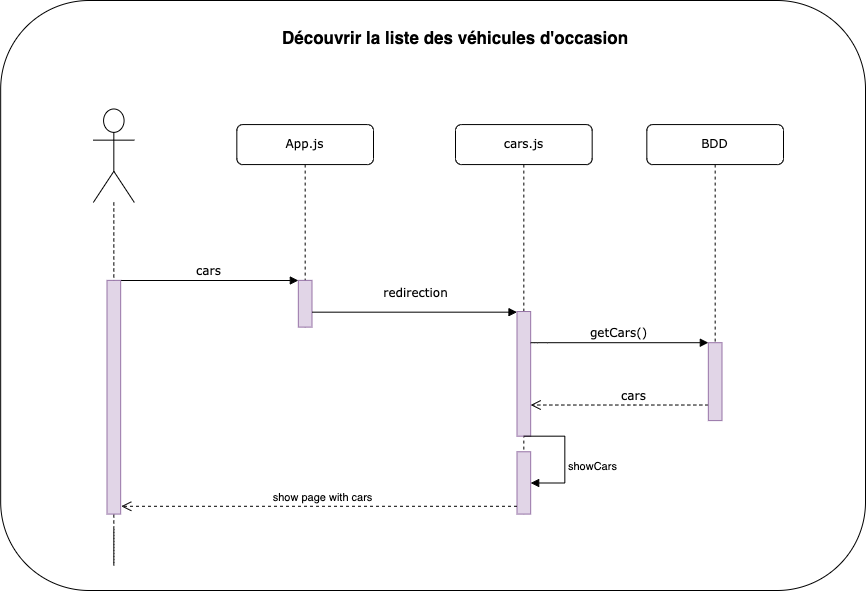 Découvrir la liste des véhicules d'occasion
App.js
cars.js
BDD
cars
redirection
getCars()
cars
showCars
show page with cars